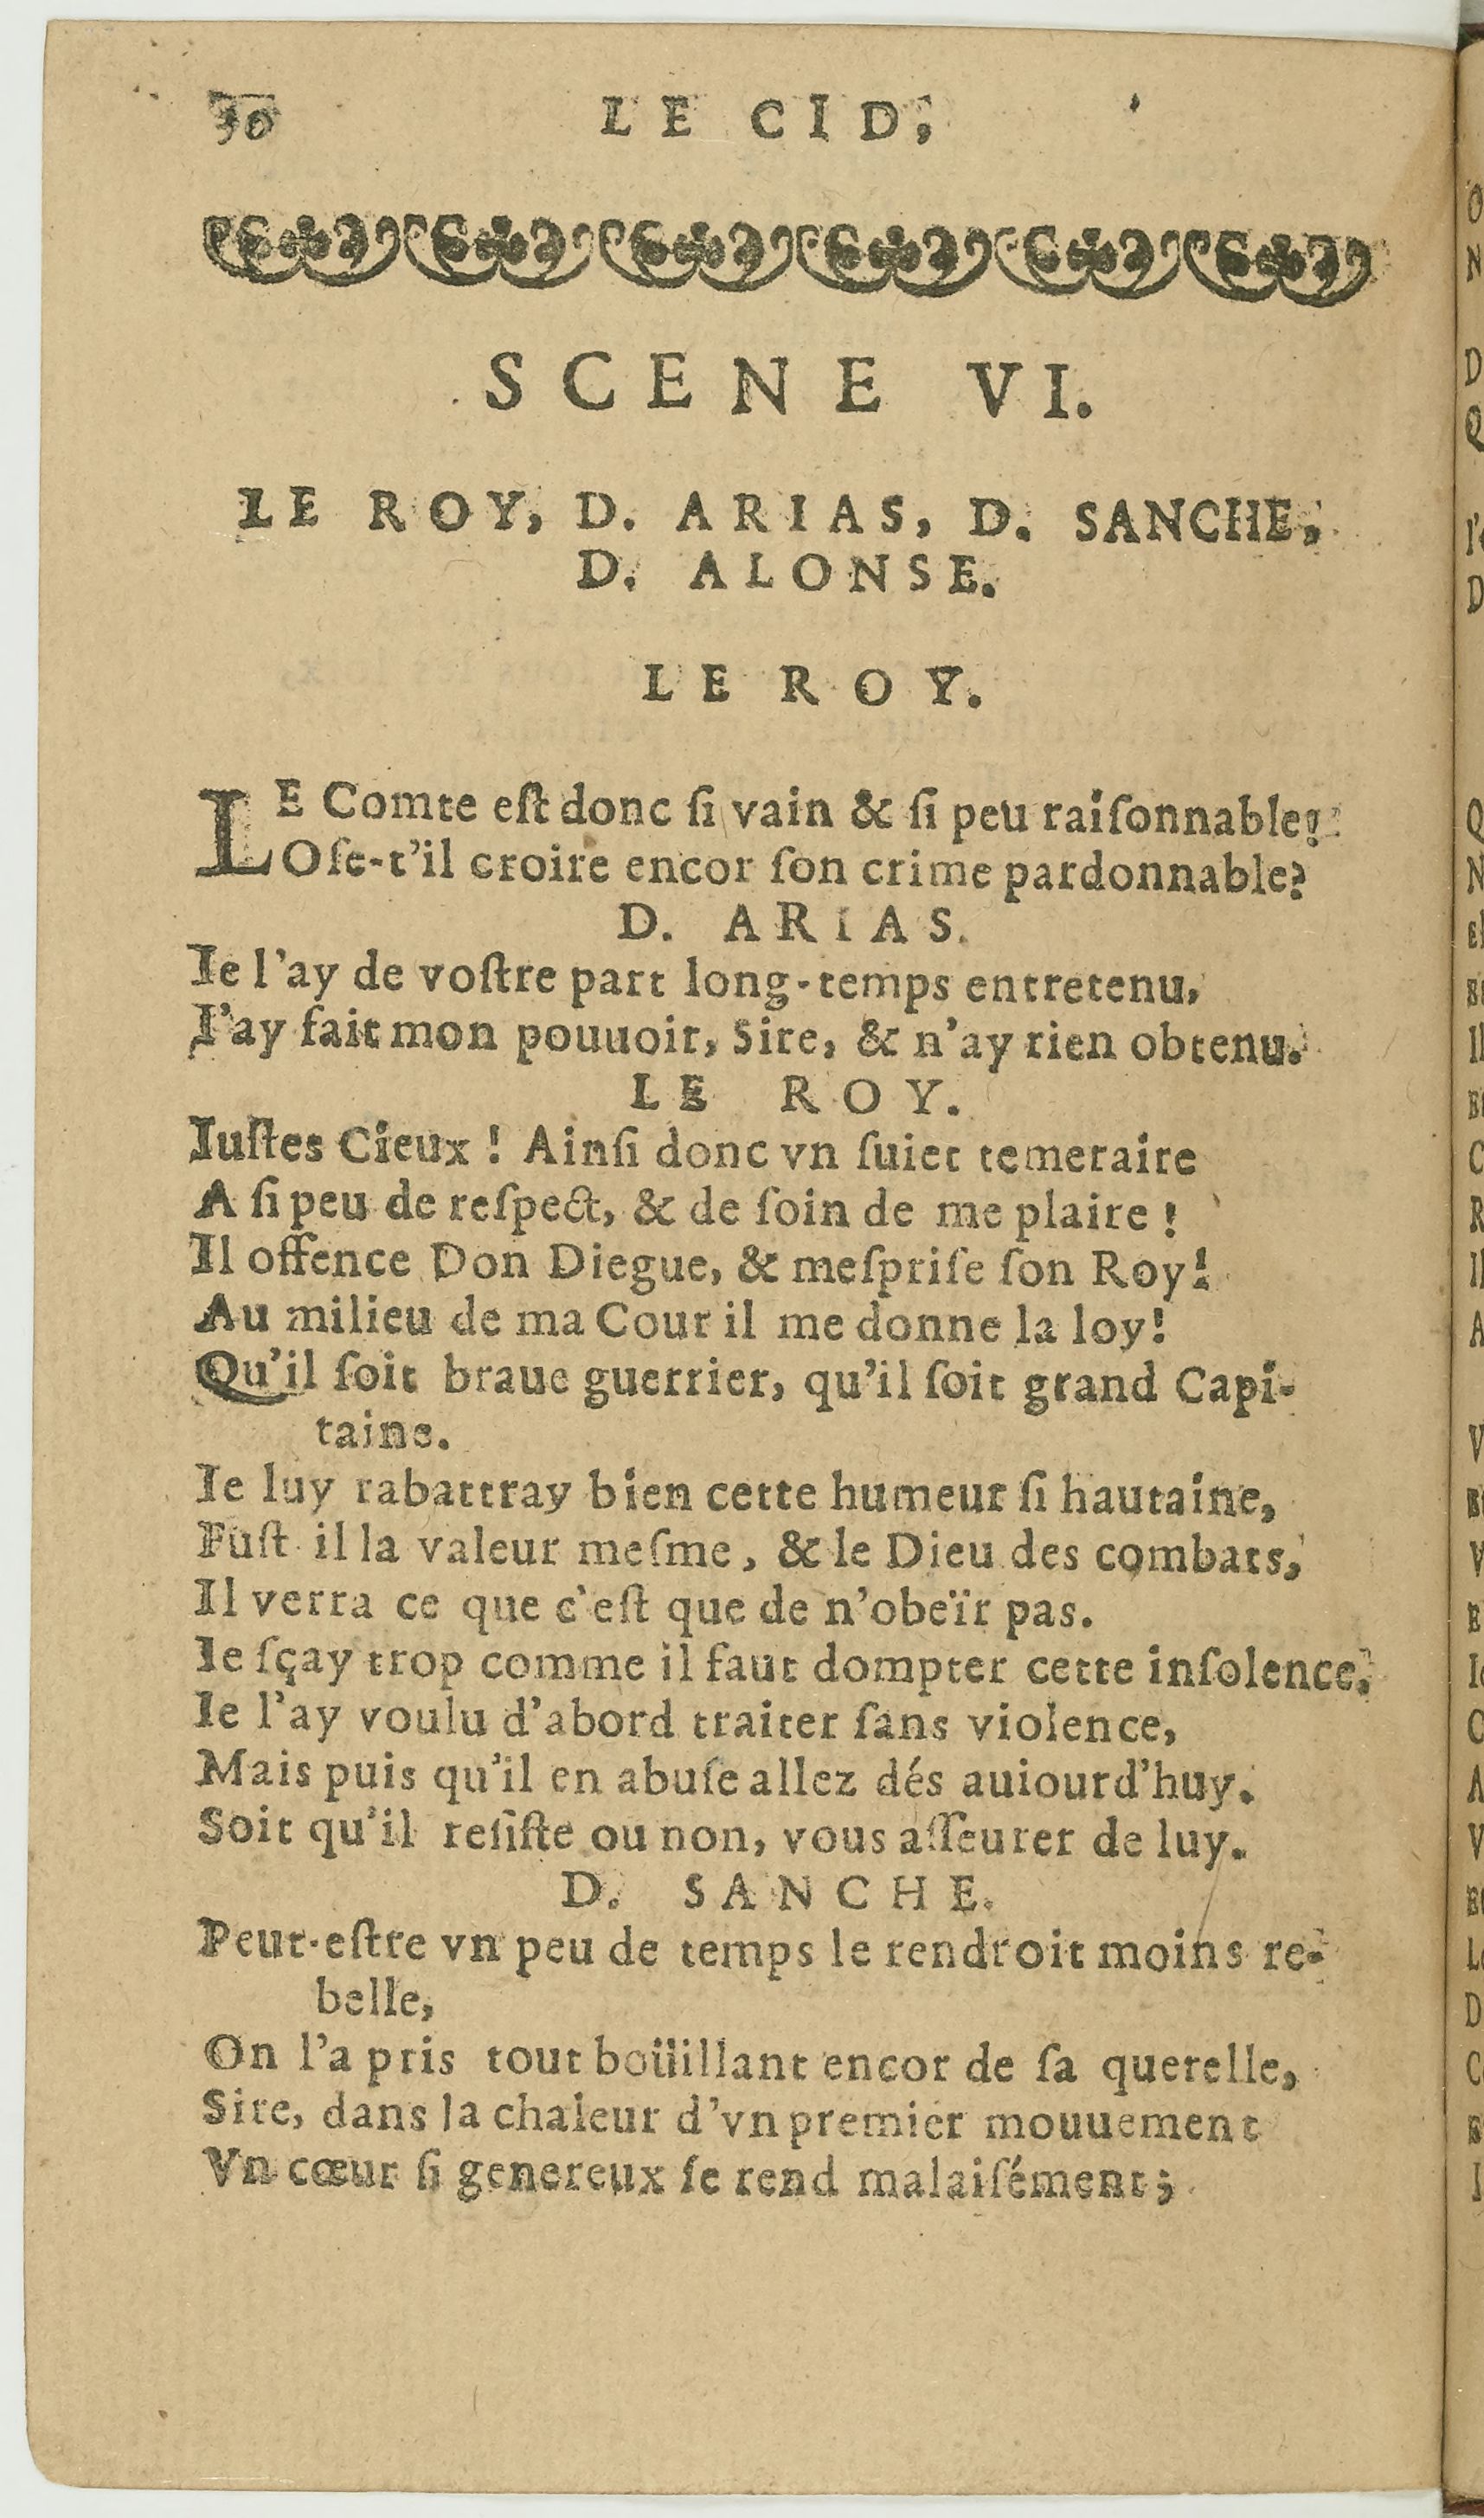 30 LE CID,
SCENE VI.
LE ROY, D. ARIAS, D. SANCHE,
D. ALONSE.
LE ROY.
LE Comte eſt donc ſi vain & ſi peu raiſonnable!
Oſe-t'il croire encor ſon crime pardonnable?
D. ARIAS.
Ie l'ay de voſtre part long-temps entretenu,
I'ay fait mon pouuoir, Sire, & n'ay rien obtenu.
LE ROY.
Iuſtes Cieux ! Ainſi donc vn ſuiet temeraire
A ſi peu de reſpect, & de ſoin de me plaire !
Il offence Don Diegue, & meſpriſe ſon Roy!
Au milieu de ma Cour il me donne la loy!
Qu'il ſoit braue guerrier, qu'il ſoit grand Capi-
taine.
Ie luy rabattray bien cette humeur ſi hautaine,
Fuſt il la valeur meſme, & le Dieu des combats,
Il verra ce que c'eſt que de n'obeïr pas.
Ie ſçay trop comme il faut dompter cette inſolence,
Ie l'ay voulu d'abord traiter ſans violence,
Mais puis qu'il en abuſe allez dés auiourd'huy.
Soit qu'il reſiſte ou non, vous aſſeurer de luy.
D. SANCHE.
Peut-eſtre vn peu de temps le rendroit moins re-
belle,
On l'a pris tout boüillant encor de ſa querelle,
Sire, dans la chaleur d'vn premier mouuement
Vn cœur ſi genereux ſe rend malaiſément;